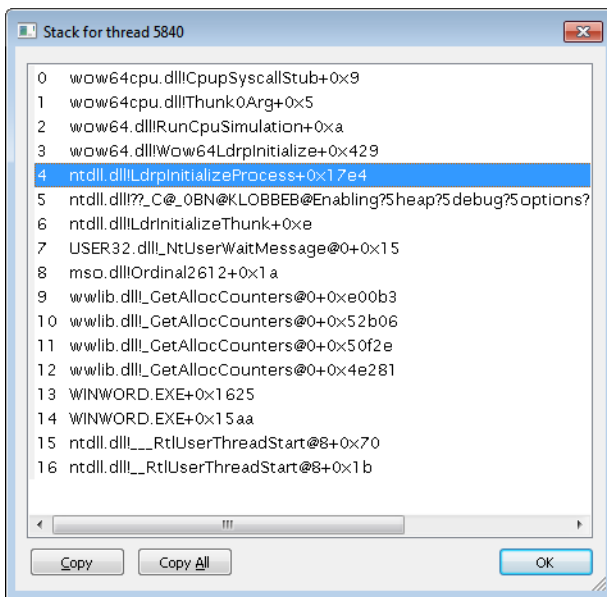 Stack for thread 5840
0 wow64cpu.dll!CpupSyscallStub+0x9
1 wow64cpu.dll!Thunk0Arg+0x5
2 wow64.dll!RunCpuSimulation+0xa
3 wow64.dll!Wow64LdrpInitialize+0x429
4 ntdll.dll!LdrpInitializeProcess+0x17e4
5 ntdll.dll!??_C@_0BN@KLOBBEB@Enabling?5heap?5debug?5options?
6 ntdll.dll!LdrInitializeThunk+0xe
7 USER32.dll!_NtUserWaitMessage@0+0x15
8 mso.dll!Ordinal2612+0x1a
9 wwlib.dll!_GetAllocCounters@0+0xe00b3
10 wwlib.dll!_GetAllocCounters@0+0x52b06
11 wwlib.dll!_GetAllocCounters@0+0x50f2e
12 wwlib.dll!_GetAllocCounters@0+0x4e281
13 WINWORD.EXE+0x1625
14 WINWORD.EXE+0x15aa
15 ntdll.dll!___RtlUserThreadStart@8+0x70
16 ntdll.dll!__RtlUserThreadStart@8+0x1b
Copy Copy All OK